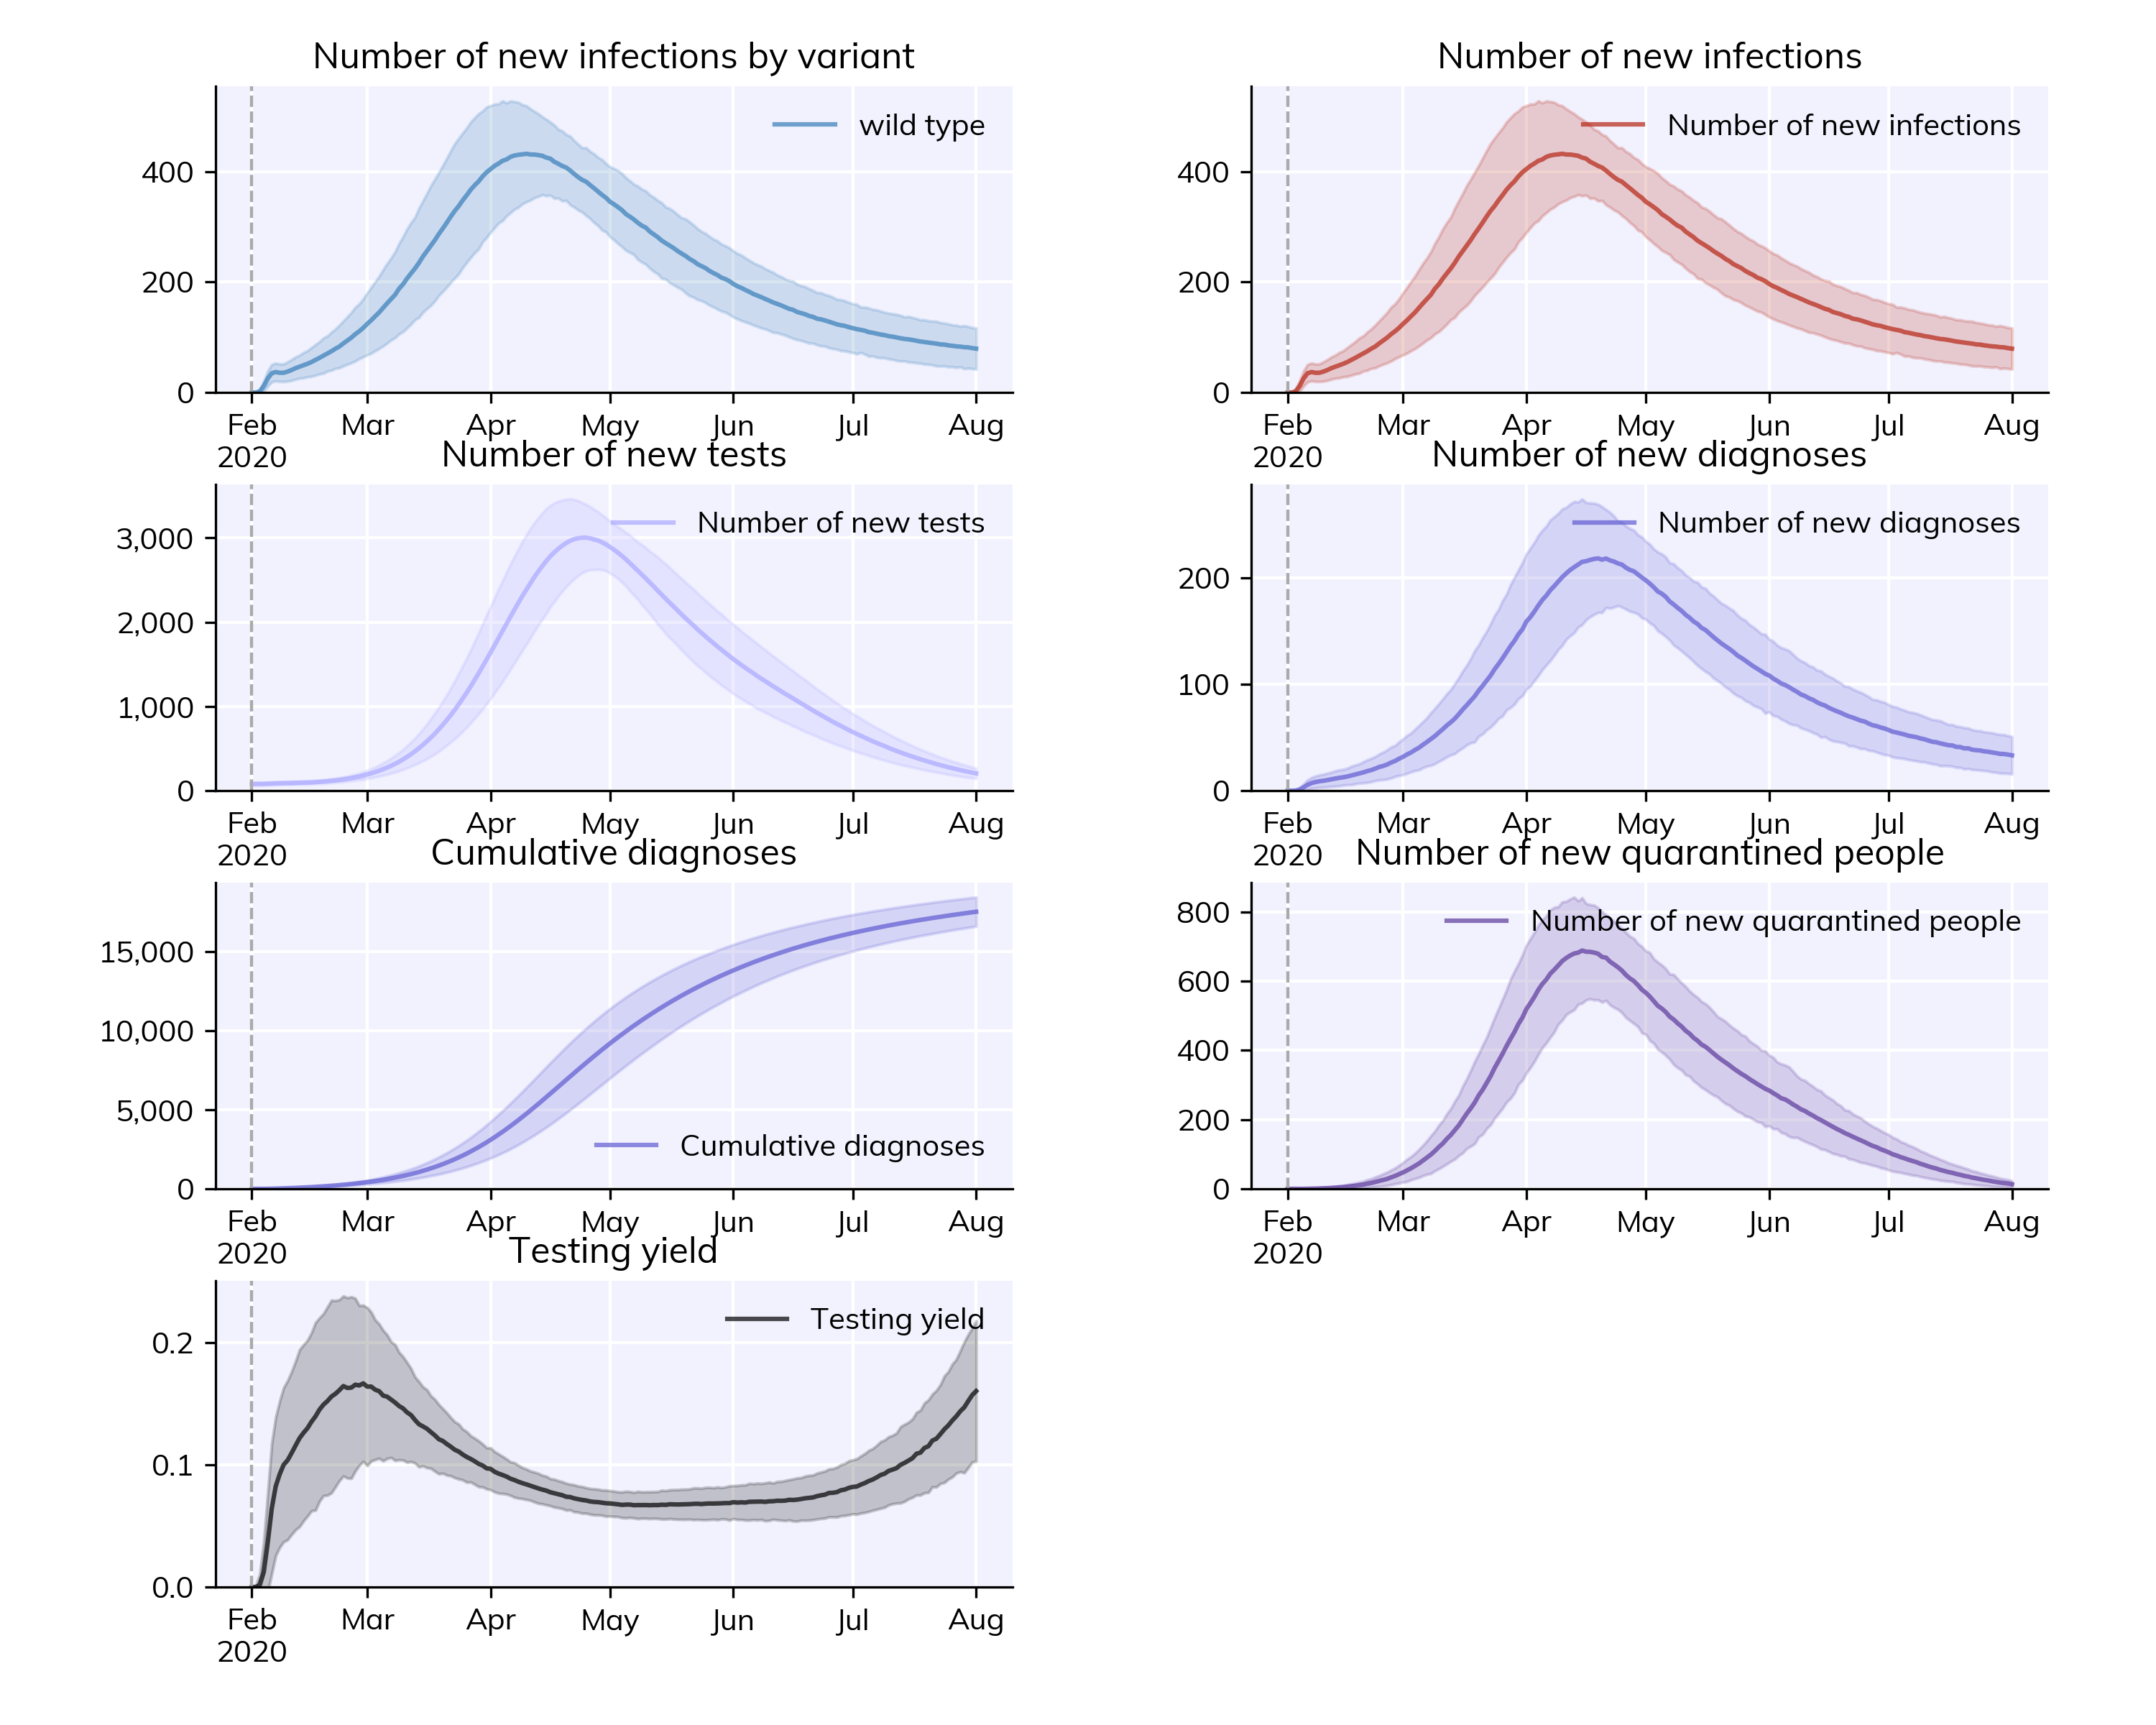 Number of new infections by variant
wild type
400
200
0
Feb Mar Apr May Jun Jul Aug
2020
Number of new infections
Number of new infections
400
200
0
Feb Mar Apr May Jun Jul Aug
2020
Number of new tests
Number of new tests
3,000
2,000
1,000
0
Feb Mar Apr May Jun Jul Aug
2020
Number of new diagnoses
Number of new diagnoses
200
100
0
Feb Mar Apr May Jun Jul Aug
2020
Cumulative diagnoses
15,000
10,000
5,000
Cumulative diagnoses
0
Feb Mar Apr May Jun Jul Aug
2020
Number of new quarantined people
800
Number of new quarantined people
600
400
200
0
Feb Mar Apr May Jun Jul Aug
2020
Testing yield
Testing yield
0.2
0.1
0.0
Feb Mar Apr May Jun Jul Aug
2020